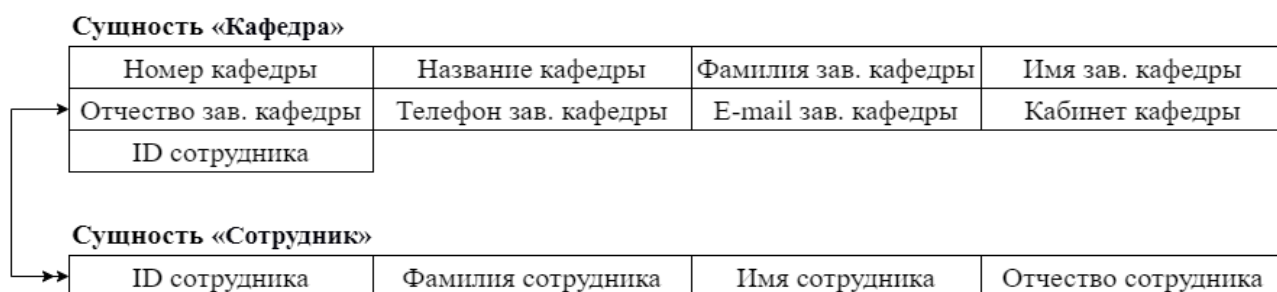 Сущность «Кафедра»
Номер кафедры Название кафедры Фамилия зав. кафедры Имя зав. кафедры
Отчество зав. кафедры Телефон зав. кафедры E-mail зав. кафедры Кабинет кафедры
ID сотрудника
Сущность «Сотрудник»
ID сотрудника Фамилия сотрудника Имя сотрудника Отчество сотрудника